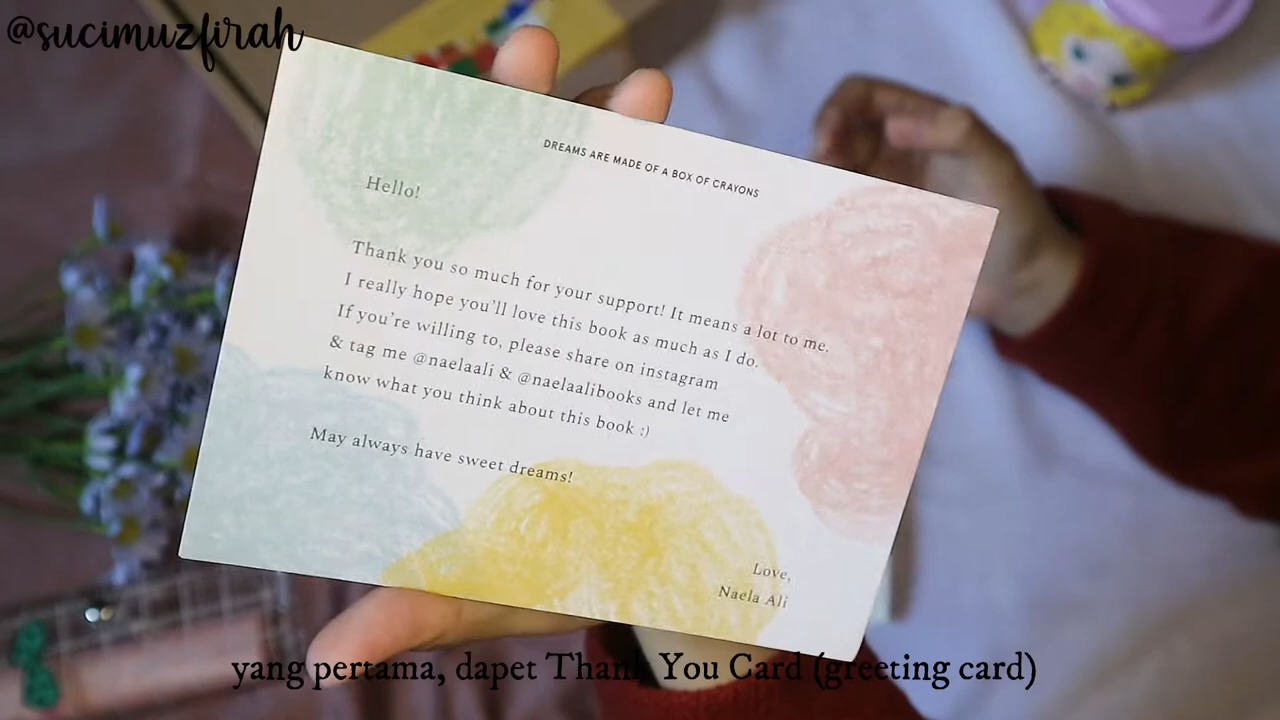 @sucimuzfirah
DREAMS ARE MADE OF A BOX OF CRAYONS
Hello!
Thank you so much for your support! It means a lot to me.
I really hope you'll love this book as much as I do.
If you're willing to, please share on instagram
& tag me @naelaali & @naelaalibooks and let me
know what you think about this book :)
May always have sweet dreams!
Love,
Naela Ali
yang pertama, dapet Thank You Card (greeting card)